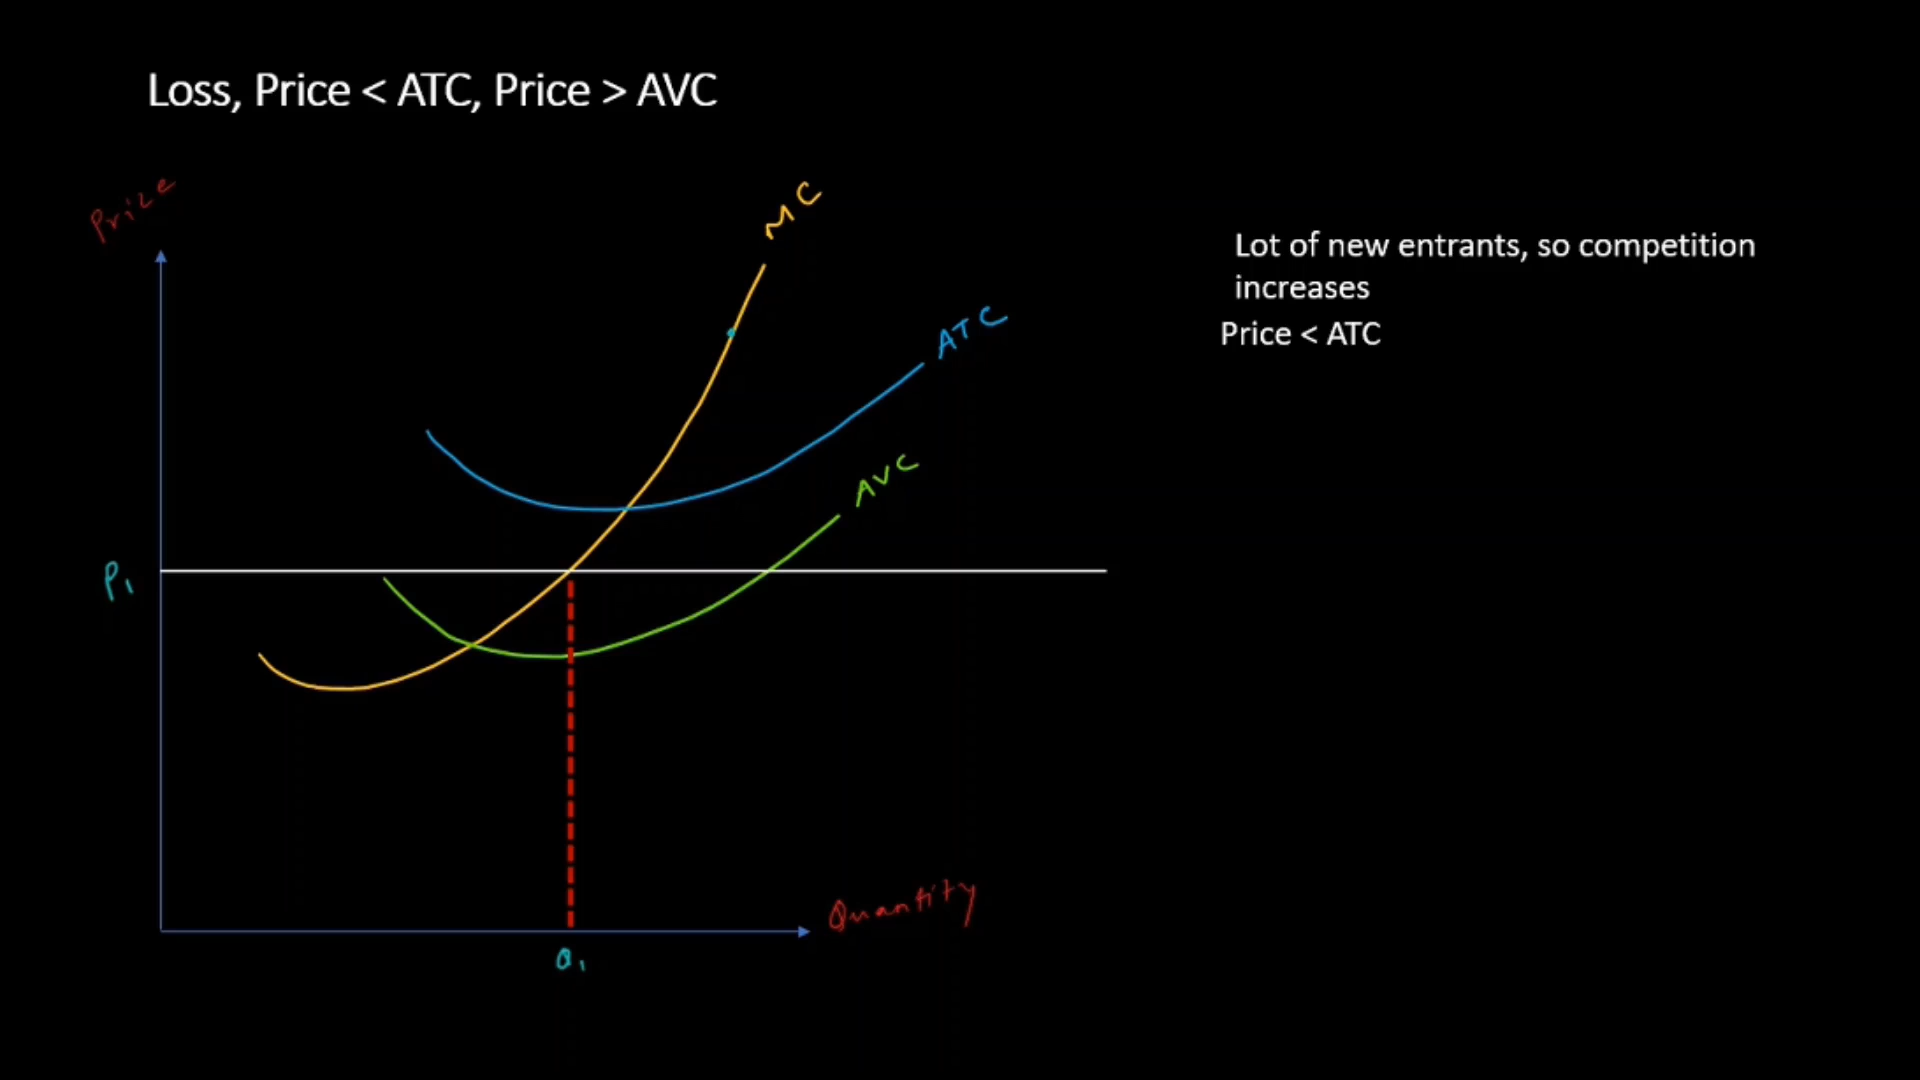 Loss, Price < ATC, Price > AVC
Price
MC
Lot of new entrants, so competition
increases
Price < ATC
ATC
AVC
P1
Quantity
Q1